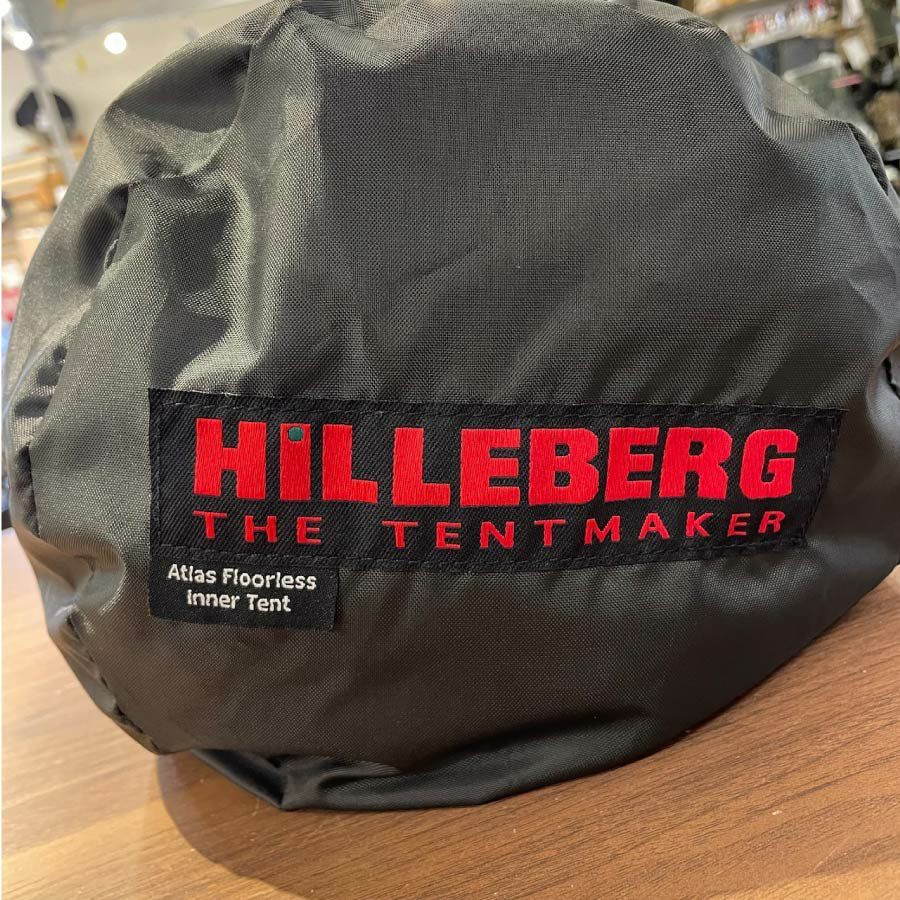 HiLLEBERG
THE TENTMAKER
Atlas Floorless
Inner Tent